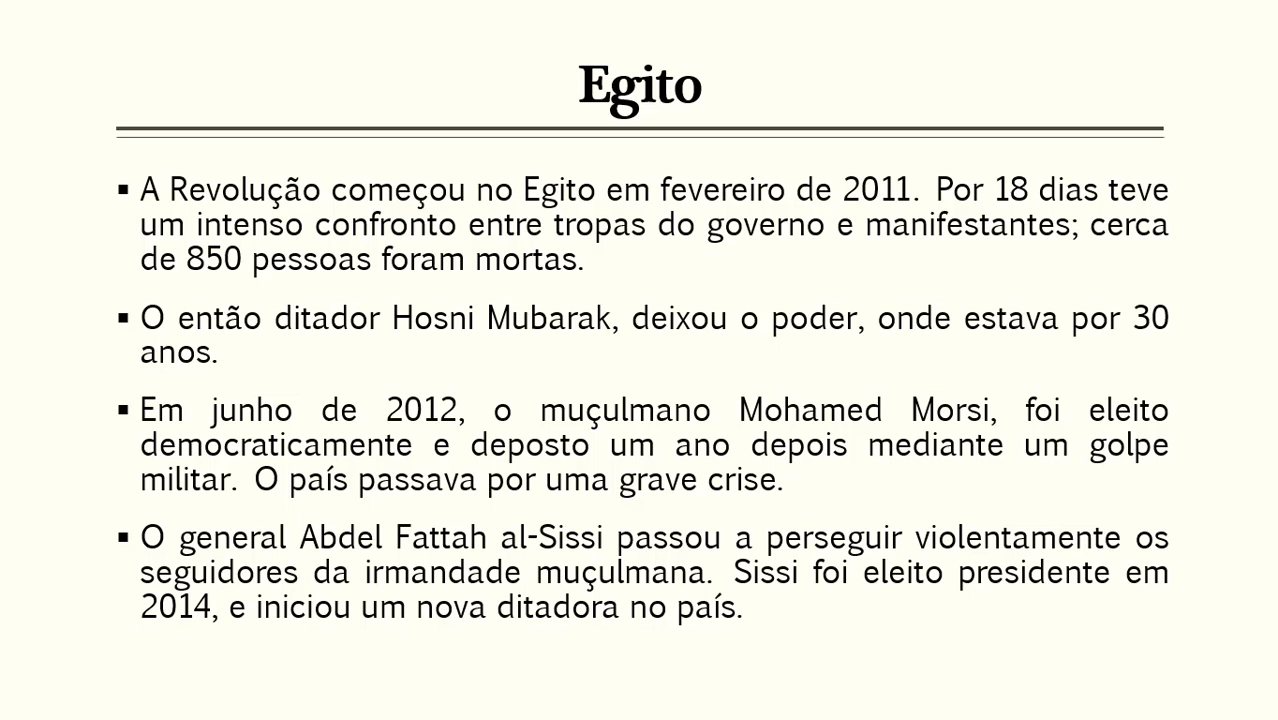 Egito
▪ A Revolução começou no Egito em fevereiro de 2011. Por 18 dias teve
um intenso confronto entre tropas do governo e manifestantes; cerca
de 850 pessoas foram mortas.
▪ O então ditador Hosni Mubarak, deixou o poder, onde estava por 30
anos.
▪ Em junho de 2012, o muçulmano Mohamed Morsi, foi eleito
democraticamente e deposto um ano depois mediante um golpe
militar. O país passava por uma grave crise.
▪ O general Abdel Fattah al-Sissi passou a perseguir violentamente os
seguidores da irmandade muçulmana. Sissi foi eleito presidente em
2014, e iniciou um nova ditadora no país.